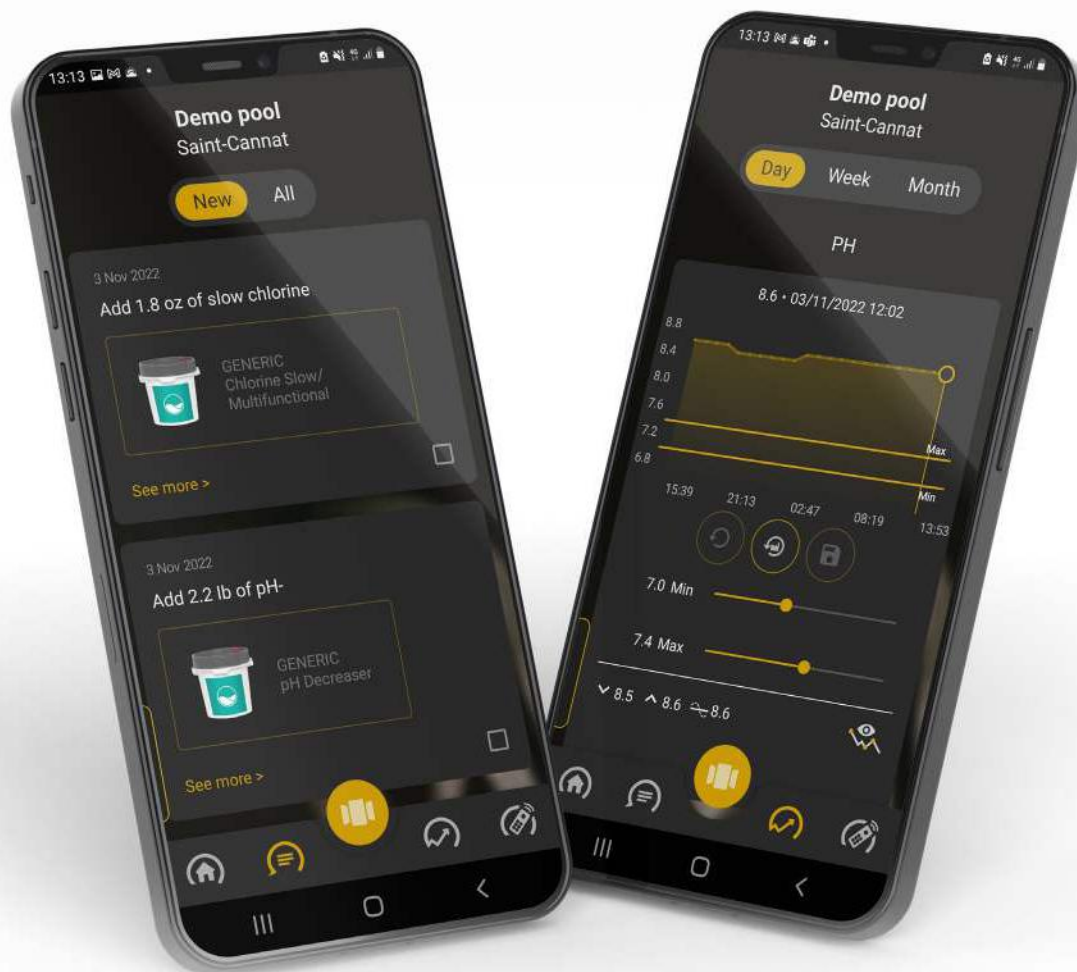 13:13
Demo pool
Saint-Cannat
New
All
3 Nov 2022
Add 1.8 oz of slow chlorine
GENERIC
Chlorine Slow/
Multifunctional
See more >
3 Nov 2022
Add 2.2 lb of pH-
GENERIC
pH Decreaser
See more >
13:13
Demo pool
Saint-Cannat
Day
Week
Month
PH
8.6 • 03/11/2022 12:02
8.8
8.4
8.0
7.6
7.2
6.8
Max
Min
15:39 21:13 02:47 08:19 13:53
7.0 Min
7.4 Max
8.5 8.6 8.6